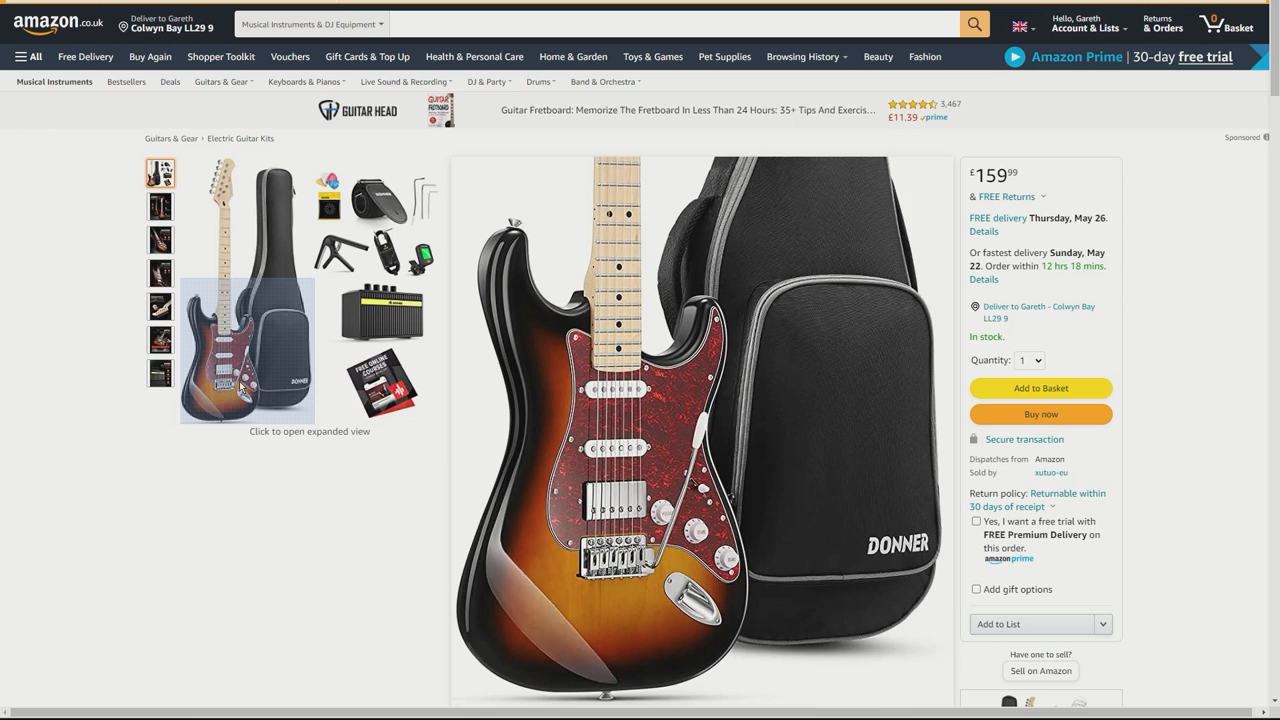 amazon.co.uk
Deliver to Gareth
Colwyn Bay LL29 9
Musical Instruments & DJ Equipment
Hello, Gareth
Account & Lists
Returns
& Orders
0
Basket
All
Free Delivery
Buy Again
Shopper Toolkit
Vouchers
Gift Cards & Top Up
Health & Personal Care
Home & Garden
Toys & Games
Pet Supplies
Browsing History
Beauty
Fashion
Amazon Prime | 30-day free trial
Musical Instruments
Bestsellers
Deals
Guitars & Gear
Keyboards & Pianos
Live Sound & Recording
DJ & Party
Drums
Band & Orchestra
GUITAR HEAD
Guitar Fretboard: Memorize The Fretboard In Less Than 24 Hours: 35+ Tips And Exercis...
3,467
£11.39 prime
Guitars & Gear › Electric Guitar Kits
Sponsored
FREE ONLINE
DONNER
Click to open expanded view
DONNER
£159.99
& FREE Returns
FREE delivery Thursday, May 26.
Details
Or fastest delivery Sunday, May
22. Order within 12 hrs 18 mins.
Details
Deliver to Gareth - Colwyn Bay
LL29 9
In stock.
Quantity: 1
Add to Basket
Buy now
Secure transaction
Dispatches from Amazon
Sold by xutuo-eu
Return policy: Returnable within
30 days of receipt
Yes, I want a free trial with
FREE Premium Delivery on
this order.
amazon prime
Add gift options
Add to List
Have one to sell?
Sell on Amazon